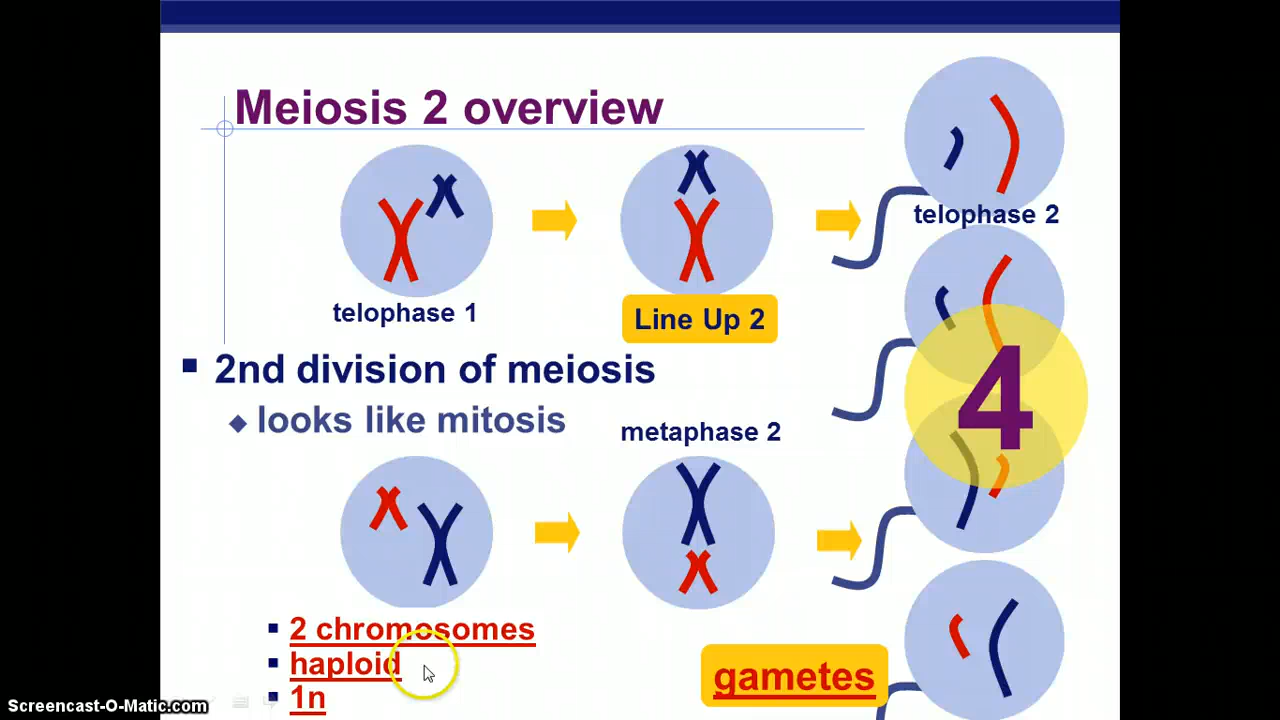 Meiosis 2 overview
telophase 2
telophase 1
Line Up 2
4
2nd division of meiosis
looks like mitosis
metaphase 2
2 chromosomes
haploid
1n
gametes
Screencast-O-Matic.com